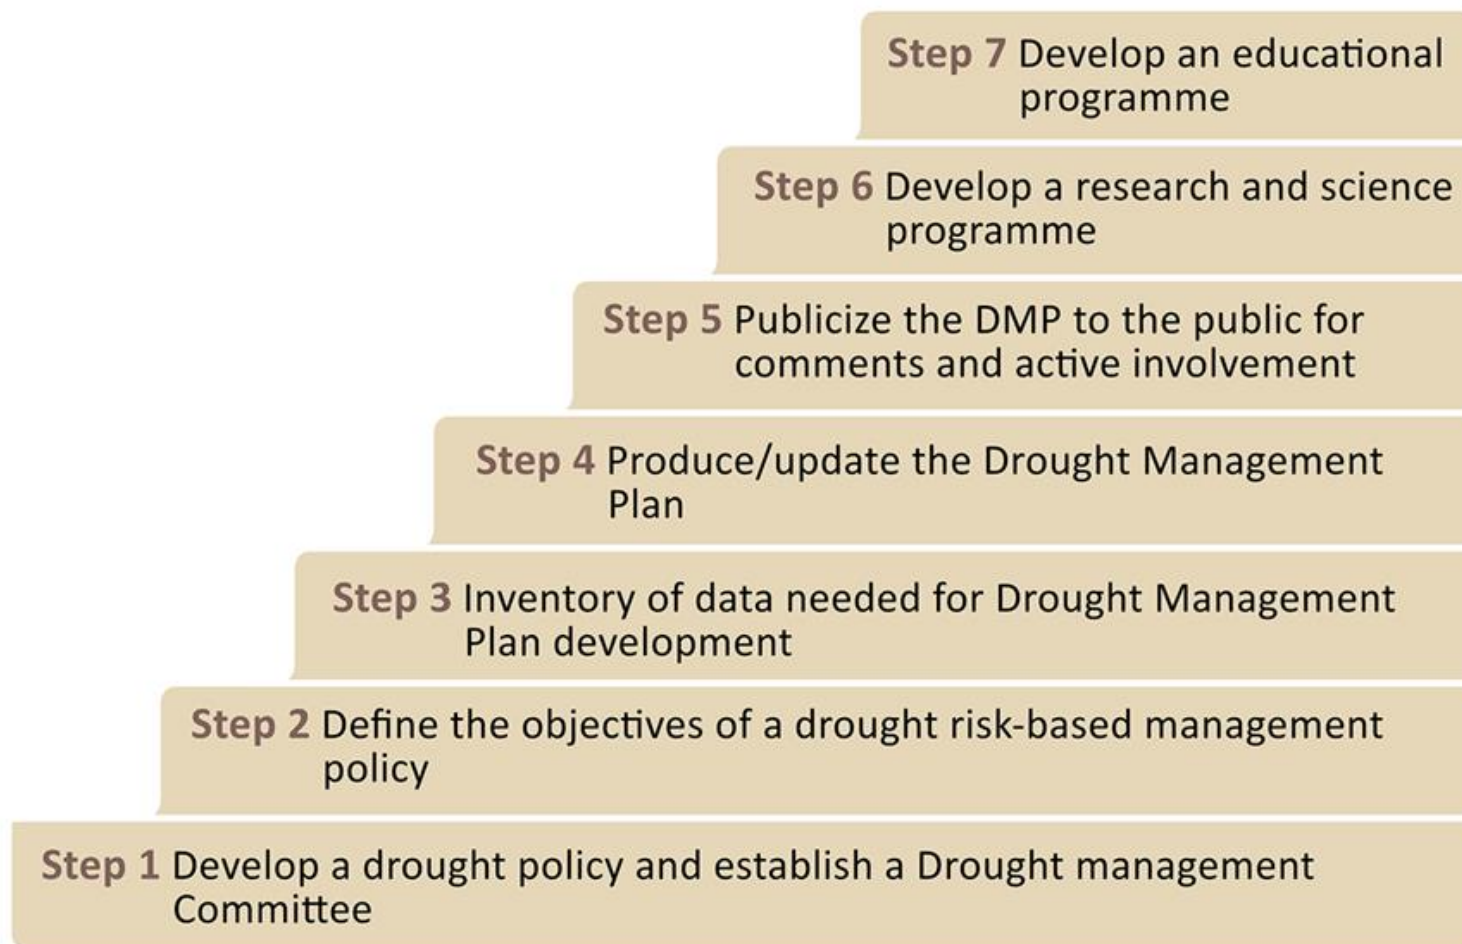 Step 7 Develop an educational
programme
Step 6 Develop a research and science
programme
Step 5 Publicize the DMP to the public for
comments and active involvement
Step 4 Produce/update the Drought Management
Plan
Step 3 Inventory of data needed for Drought Management
Plan development
Step 2 Define the objectives of a drought risk-based management
policy
Step 1 Develop a drought policy and establish a Drought management
Committee